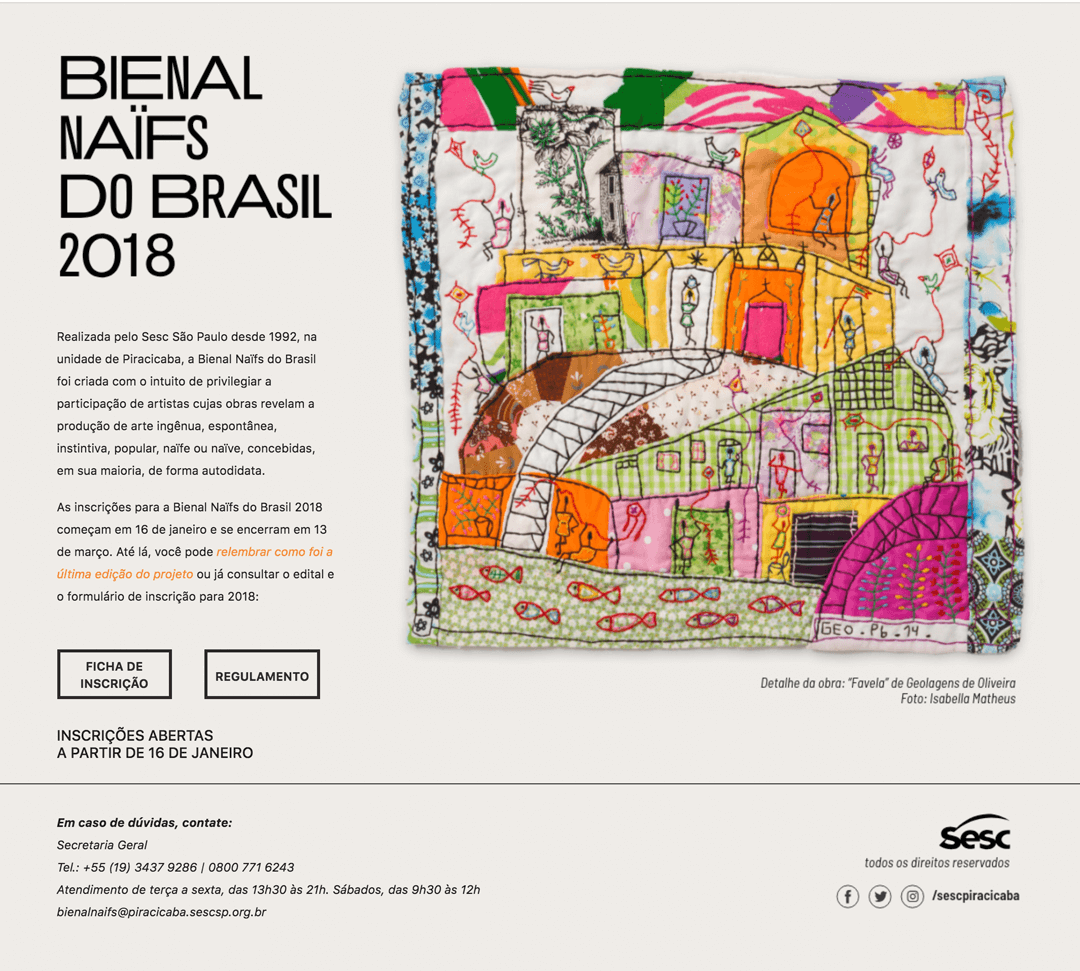 BIENAL
NAÏFS
DO BRASIL
2018
Realizada pelo Sesc São Paulo desde 1992, na
unidade de Piracicaba, a Bienal Naïfs do Brasil
foi criada com o intuito de privilegiar a
participação de artistas cujas obras revelam a
produção de arte ingênua, espontânea,
instintiva, popular, naïfe ou naïve, concebidas,
em sua maioria, de forma autodidata.
As inscrições para a Bienal Naïfs do Brasil 2018
começam em 16 de janeiro e se encerram em 13
de março. Até lá, você pode relembrar como foi a
última edição do projeto ou já consultar o edital e
o formulário de inscrição para 2018:
FICHA DE
INSCRIÇÃO
REGULAMENTO
INSCRIÇÕES ABERTAS
A PARTIR DE 16 DE JANEIRO
GEO.Pb.14.
Detalhe da obra: "Favela" de Geolagens de Oliveira
Foto: Isabella Matheus
Em caso de dúvidas, contate:
Secretaria Geral
Tel.: +55 (19) 3437 9286 | 0800 771 6243
Atendimento de terça a sexta, das 13h30 às 21h. Sábados, das 9h30 às 12h
bienalnaifs@piracicaba.sescsp.org.br
Sesc
todos os direitos reservados
/sescpiracicaba